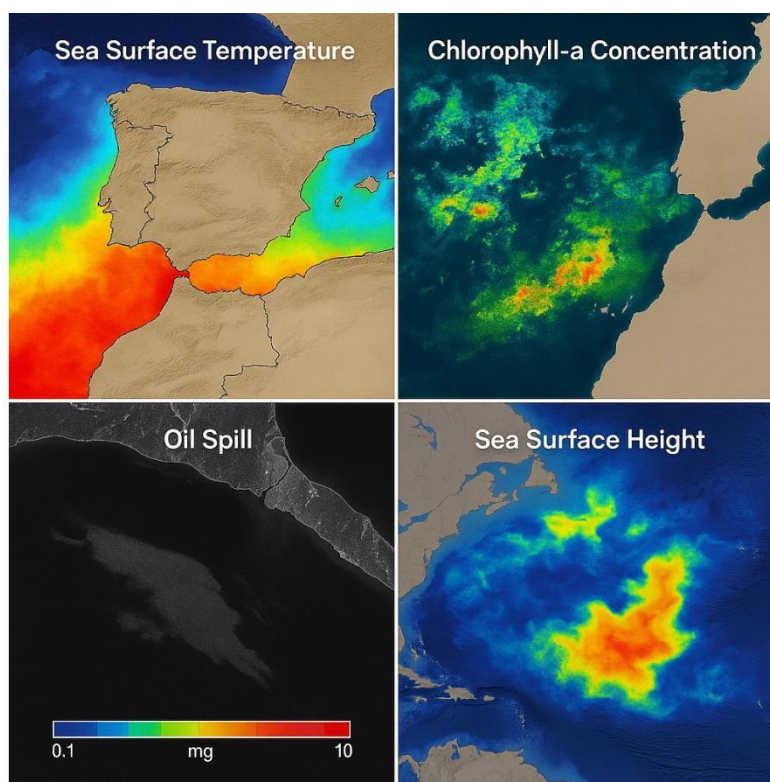 Sea Surface Temperature
Chlorophyll-a Concentration
Oil Spill
Sea Surface Height
0.1 mg 10